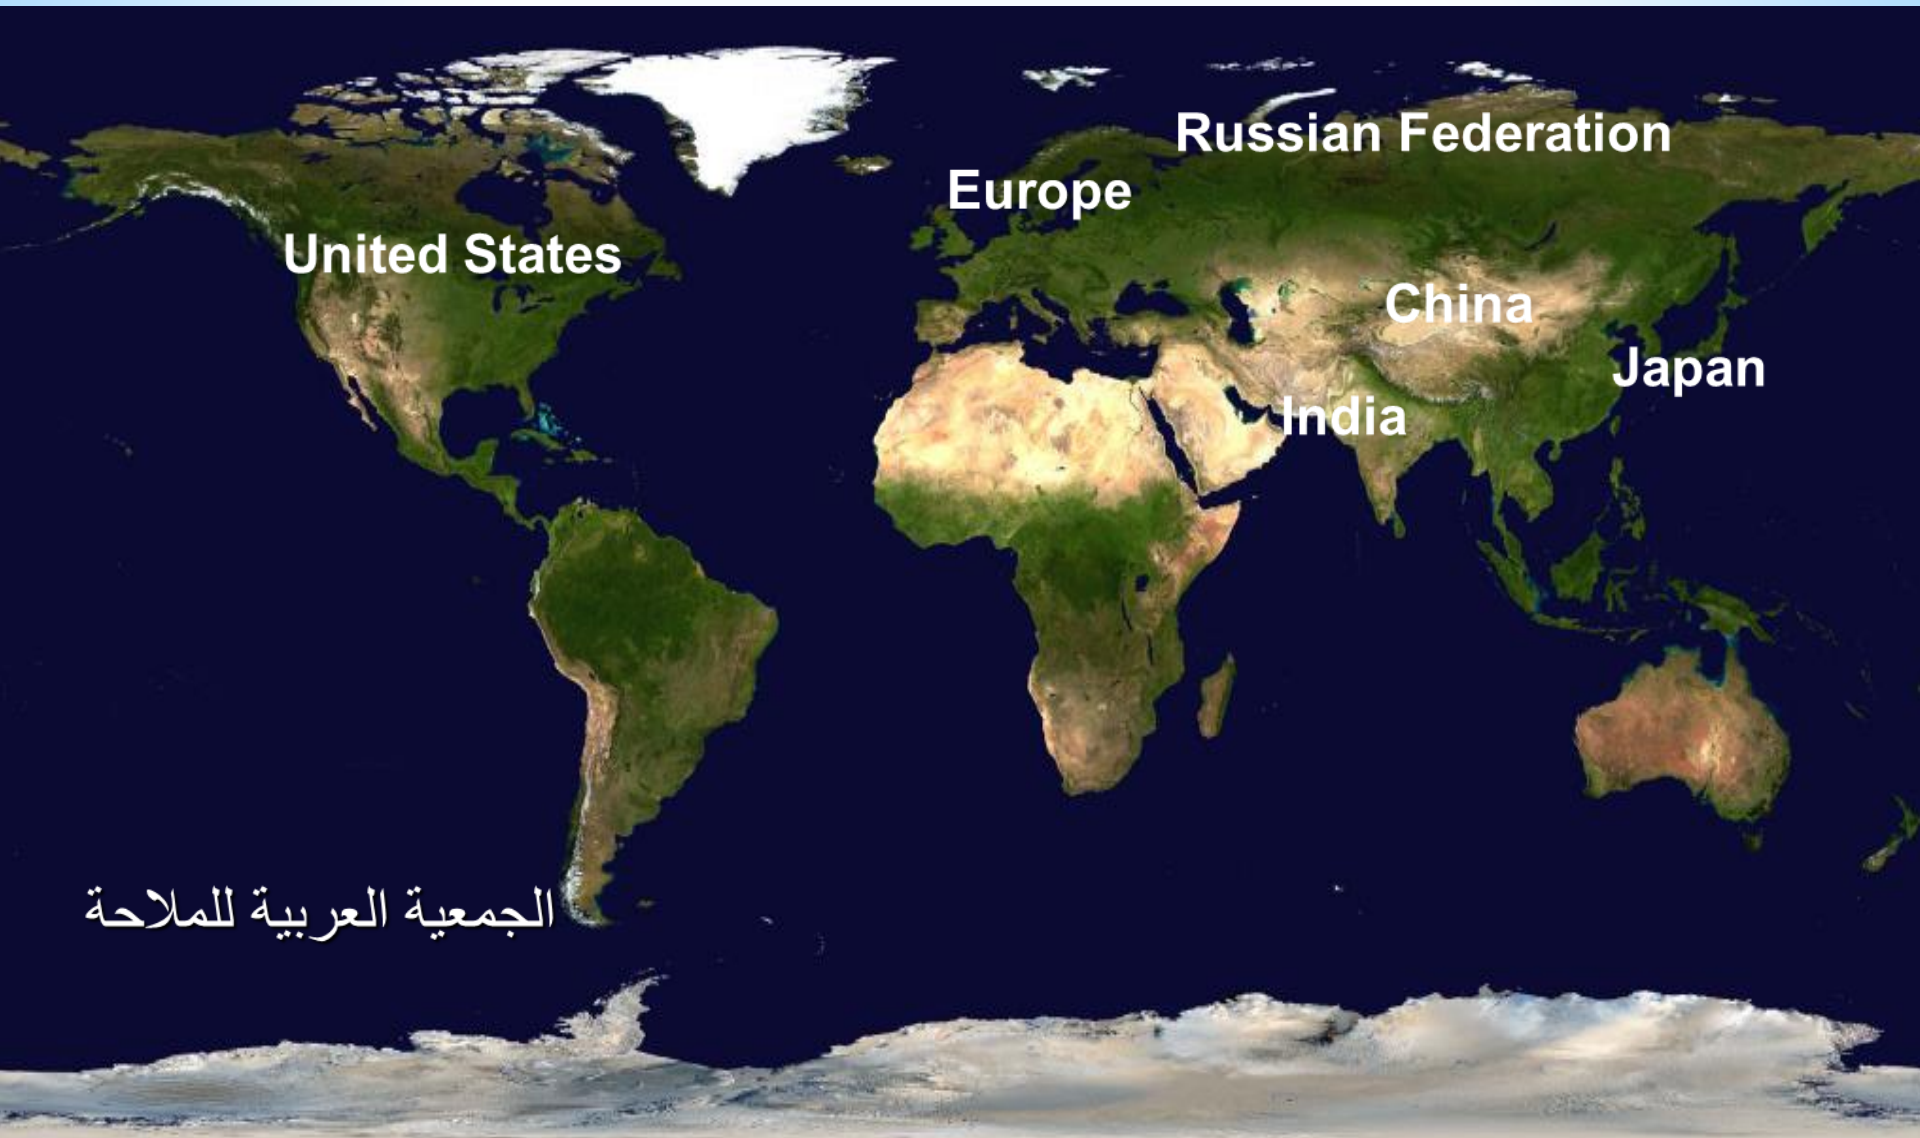 Russian Federation
Europe
United States
China
Japan
India
الجمعية العربية للملاحة